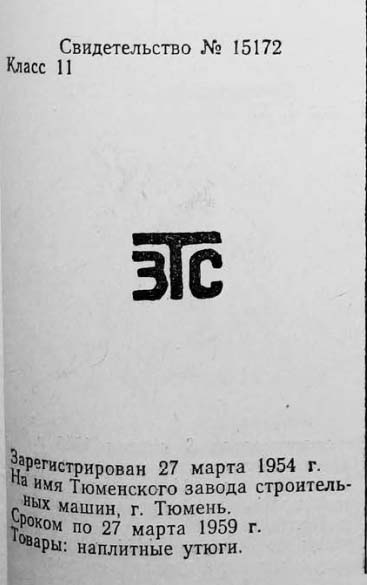 Свидетельство № 15172
Класс 11
ЗТС
Зарегистрирован 27 марта 1954 г.
На имя Тюменского завода строитель-
ных машин, г. Тюмень.
Сроком по 27 марта 1959 г.
Товары: наплитные утюги.